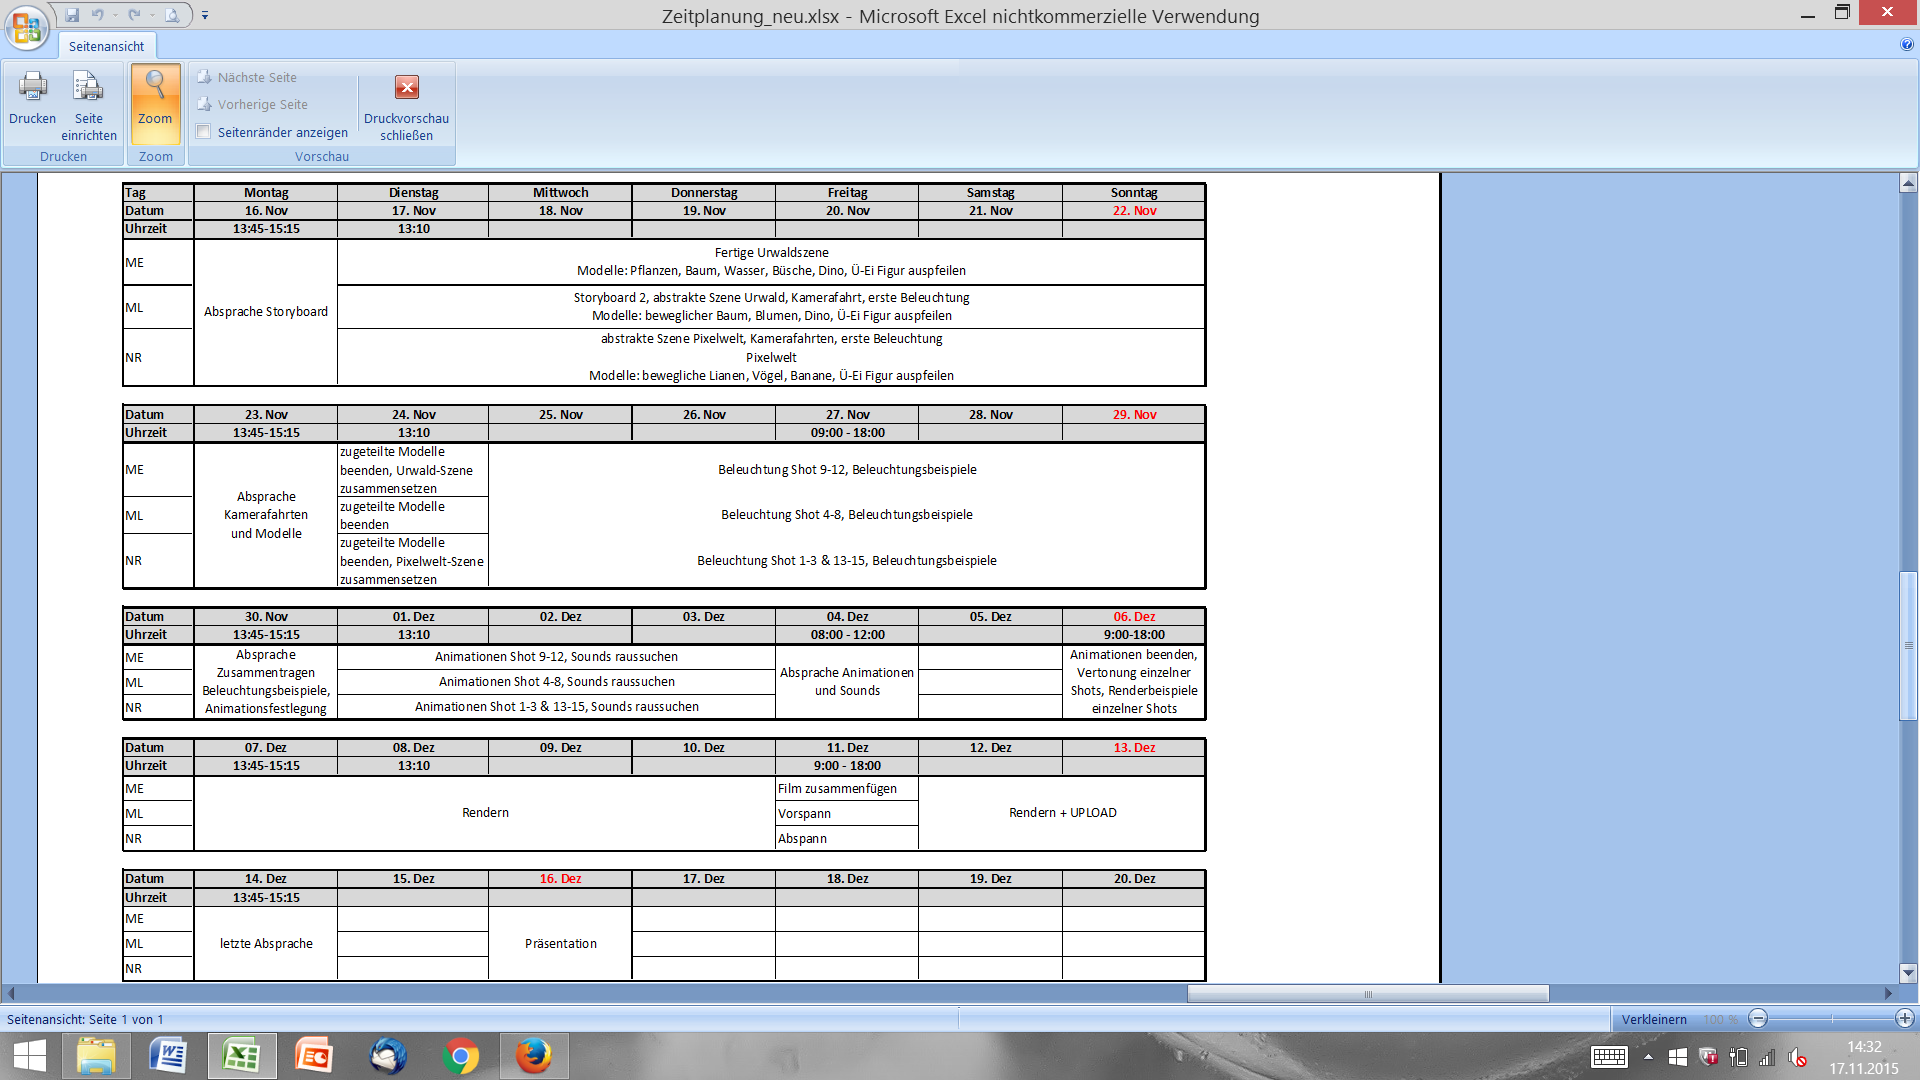 Zeitplanung_neu.xlsx - Microsoft Excel nichtkommerzielle Verwendung
Seitenansicht
Drucken
Seite einrichten
Zoom
Nächste Seite
Vorherige Seite
Seitenränder anzeigen
Druckvorschau schließen
Drucken
Zoom
Vorschau
Tag Montag Dienstag Mittwoch Donnerstag Freitag Samstag Sonntag
Datum 16. Nov 17. Nov 18. Nov 19. Nov 20. Nov 21. Nov 22. Nov
Uhrzeit 13:45-15:15 13:10
ME
Fertige Urwaldszene
Modelle: Pflanzen, Baum, Wasser, Büsche, Dino, Ü-Ei Figur auspfeilen
Absprache Storyboard
ML
Storyboard 2, abstrakte Szene Urwald, Kamerafahrt, erste Beleuchtung
Modelle: beweglicher Baum, Blumen, Dino, Ü-Ei Figur auspfeilen
NR
abstrakte Szene Pixelwelt, Kamerafahrten, erste Beleuchtung
Pixelwelt
Modelle: bewegliche Lianen, Vögel, Banane, Ü-Ei Figur auspfeilen
Datum 23. Nov 24. Nov 25. Nov 26. Nov 27. Nov 28. Nov 29. Nov
Uhrzeit 13:45-15:15 13:10 09:00 - 18:00
Absprache
Kamerafahrten
und Modelle
ME
zugeteilte Modelle
beenden, Urwald-Szene
zusammensetzen
Beleuchtung Shot 9-12, Beleuchtungsbeispiele
ML
zugeteilte Modelle
beenden
Beleuchtung Shot 4-8, Beleuchtungsbeispiele
NR
zugeteilte Modelle
beenden, Pixelwelt-Szene
zusammensetzen
Beleuchtung Shot 1-3 & 13-15, Beleuchtungsbeispiele
Datum 30. Nov 01. Dez 02. Dez 03. Dez 04. Dez 05. Dez 06. Dez
Uhrzeit 13:45-15:15 13:10 08:00 - 12:00 9:00-18:00
Absprache
Zusammentragen
Beleuchtungsbeispiele,
Animationsfestlegung
ME Animationen Shot 9-12, Sounds raussuchen
ML Animationen Shot 4-8, Sounds raussuchen
NR Animationen Shot 1-3 & 13-15, Sounds raussuchen
Absprache Animationen
und Sounds
Animationen beenden,
Vertonung einzelner
Shots, Renderbeispiele
einzelner Shots
Datum 07. Dez 08. Dez 09. Dez 10. Dez 11. Dez 12. Dez 13. Dez
Uhrzeit 13:45-15:15 13:10 9:00 - 18:00
ME Film zusammenfügen
ML Rendern Vorspann Rendern + UPLOAD
NR Abspann
Datum 14. Dez 15. Dez 16. Dez 17. Dez 18. Dez 19. Dez 20. Dez
Uhrzeit 13:45-15:15
ME
ML letzte Absprache Präsentation
NR
Seitenansicht: Seite 1 von 1
Verkleinern 100 %
14:32
17.11.2015